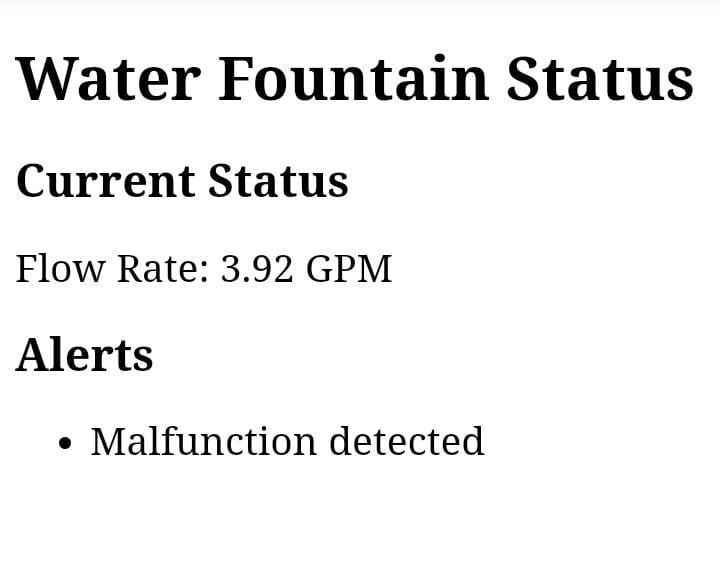 Water Fountain Status
Current Status
Flow Rate: 3.92 GPM
Alerts
• Malfunction detected